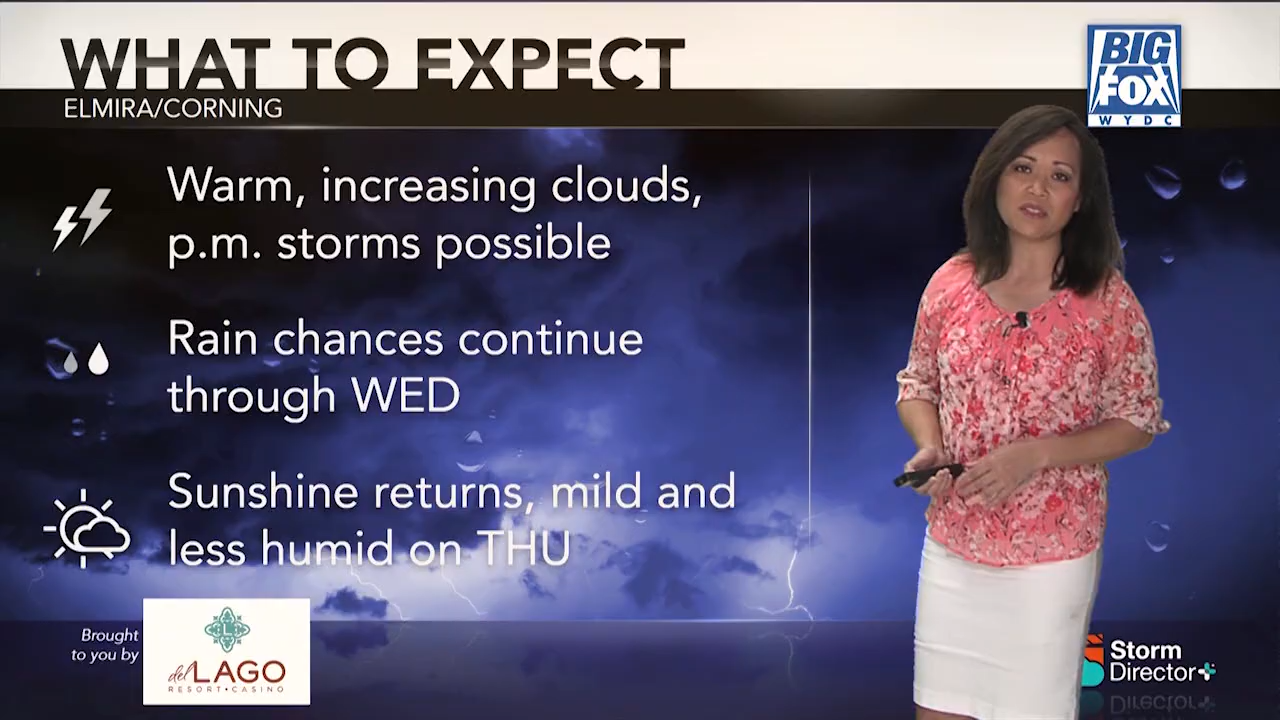 WHAT TO EXPECT
ELMIRA/CORNING
BIG
FOX
WYDC
Warm, increasing clouds,
p.m. storms possible
Rain chances continue
through WED
Sunshine returns, mild and
less humid on THU
Brought
to you by
L
del LAGO
RESORT•CASINO
Storm
Director+